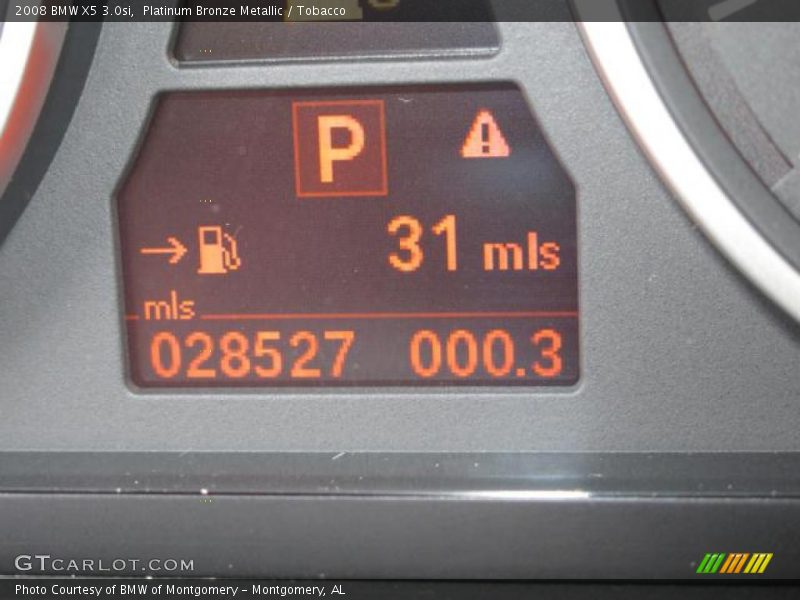 2008 BMW X5 3.0si, Platinum Bronze Metallic / Tobacco
P
31 mls
mls
028527 000.3
GTCARLOT.COM
Photo Courtesy of BMW of Montgomery - Montgomery, AL